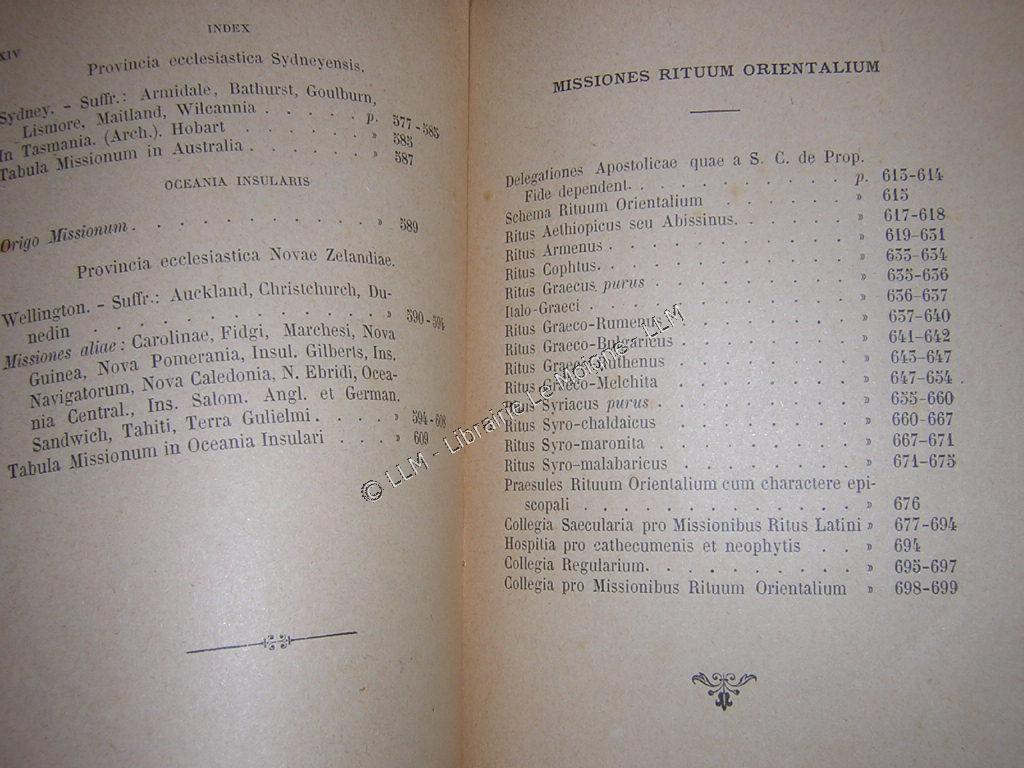 XIV
INDEX
Provincia ecclesiastica Sydneyensis.
Sydney. - Suffr.: Armidale, Bathurst, Goulburn,
Lismore, Maitland, Wilcannia . . . . . p. 577-585
In Tasmania. (Arch.). Hobart . . . . . » 585
Tabula Missionum in Australia . . . . . » 587
OCEANIA INSULARIS
Origo Missionum . . . . . . . . . . » 589
Provincia ecclesiastica Novae Zelandiae.
Wellington. - Suffr.: Auckland, Christchurch, Du-
nedin . . . . . . . . . . » 590-594
Missiones aliae: Carolinae, Fidgi, Marchesi, Nova
Guinea, Nova Pomerania, Insul. Gilberts, Ins.
Navigatorum, Nova Caledonia, N. Ebridi, Ocea-
nia Central., Ins. Salom. Angl. et German.
Sandwich, Tahiti, Terra Gulielmi . . . . » 594-608
Tabula Missionum in Oceania Insulari . . . » 609
MISSIONES RITUUM ORIENTALIUM
Delegationes Apostolicae quae a S. C. de Prop.
Fide dependent. . . . . . . . . . p. 613-614
Schema Rituum Orientalium . . . . . » 615
Ritus Aethiopicus seu Abissinus. . . . . » 617-618
Ritus Armenus . . . . . . . . . » 619-631
Ritus Cophtus. . . . . . . . . . » 633-634
Ritus Graecus purus . . . . . . . » 635-636
Italo-Graeci . . . . . . . . . . » 636-637
Ritus Graeco-Rumenus . . . . . . » 637-640
Ritus Graeco-Bulgaricus . . . . . . » 641-642
Ritus Graeco-Ruthenus . . . . . . » 643-647
Ritus Graeco-Melchita . . . . . . » 647-654
Ritus Syriacus purus . . . . . . . » 655-660
Ritus Syro-chaldaicus . . . . . . . » 660-667
Ritus Syro-maronita . . . . . . . » 667-671
Ritus Syro-malabaricus . . . . . . » 671-675
Praesules Rituum Orientalium cum charactere epi-
scopali . . . . . . . . . . . » 676
Collegia Saecularia pro Missionibus Ritus Latini » 677-694
Hospitia pro cathecumenis et neophytis . . » 694
Collegia Regularium. . . . . . . . . » 695-697
Collegia pro Missionibus Rituum Orientalium » 698-699
© LLM - Librairie Le Moigne - LLM